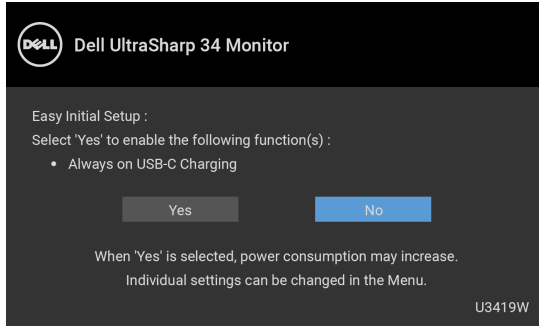 DELL Dell UltraSharp 34 Monitor
Easy Initial Setup :
Select 'Yes' to enable the following function(s) :
• Always on USB-C Charging
Yes No
When 'Yes' is selected, power consumption may increase.
Individual settings can be changed in the Menu.
U3419W